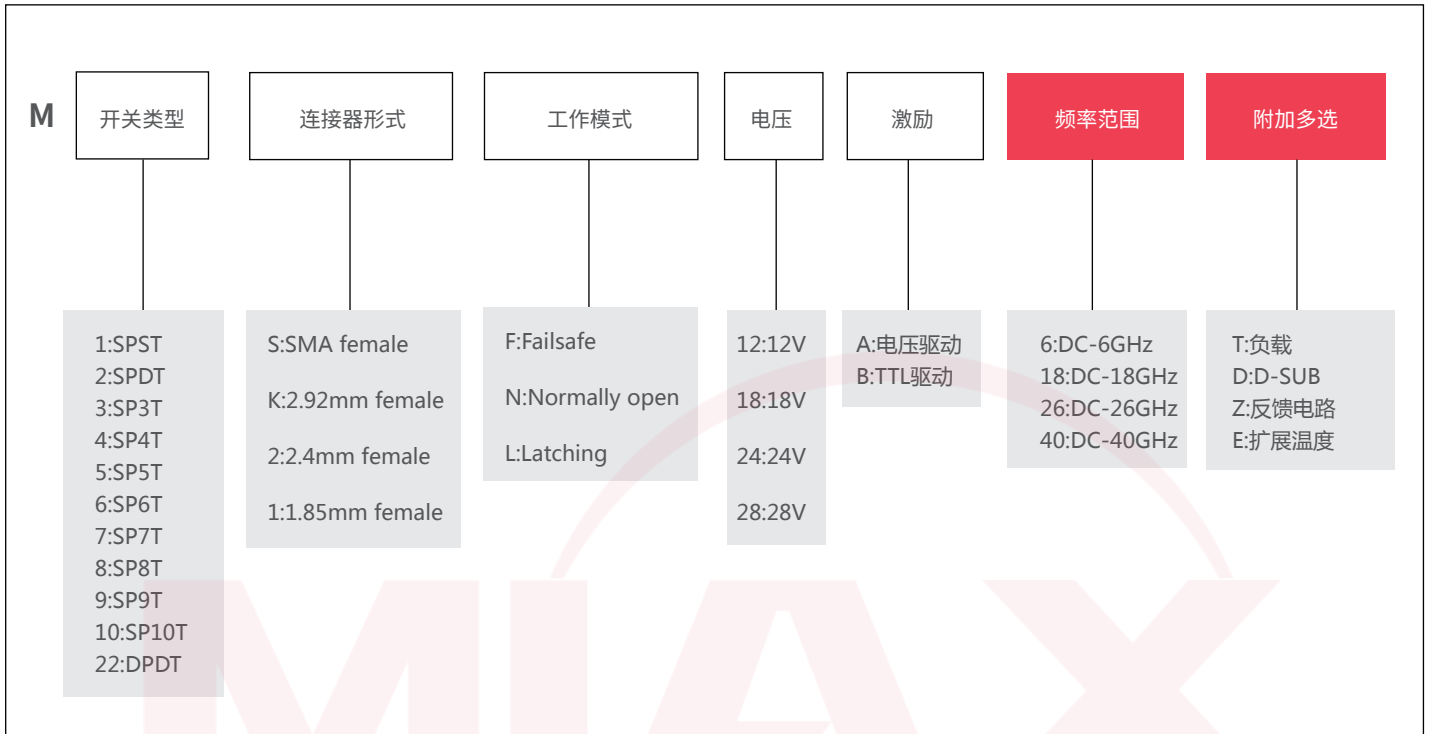 M
开关类型
连接器形式
工作模式
电压
激励
频率范围
附加多选
1:SPST
2:SPDT
3:SP3T
4:SP4T
5:SP5T
6:SP6T
7:SP7T
8:SP8T
9:SP9T
10:SP10T
22:DPDT
S:SMA female
K:2.92mm female
2:2.4mm female
1:1.85mm female
F:Failsafe
N:Normally open
L:Latching
12:12V
18:18V
24:24V
28:28V
A:电压驱动
B:TTL驱动
6:DC-6GHz
18:DC-18GHz
26:DC-26GHz
40:DC-40GHz
T:负载
D:D-SUB
Z:反馈电路
E:扩展温度
MIAX